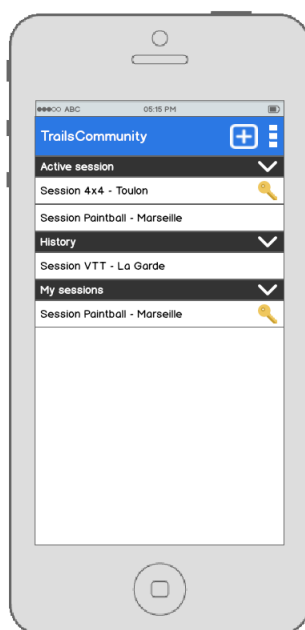 ABC 05:15 PM
TrailsCommunity
Active session
Session 4x4 - Toulon
Session Paintball - Marseille
History
Session VTT - La Garde
My sessions
Session Paintball - Marseille